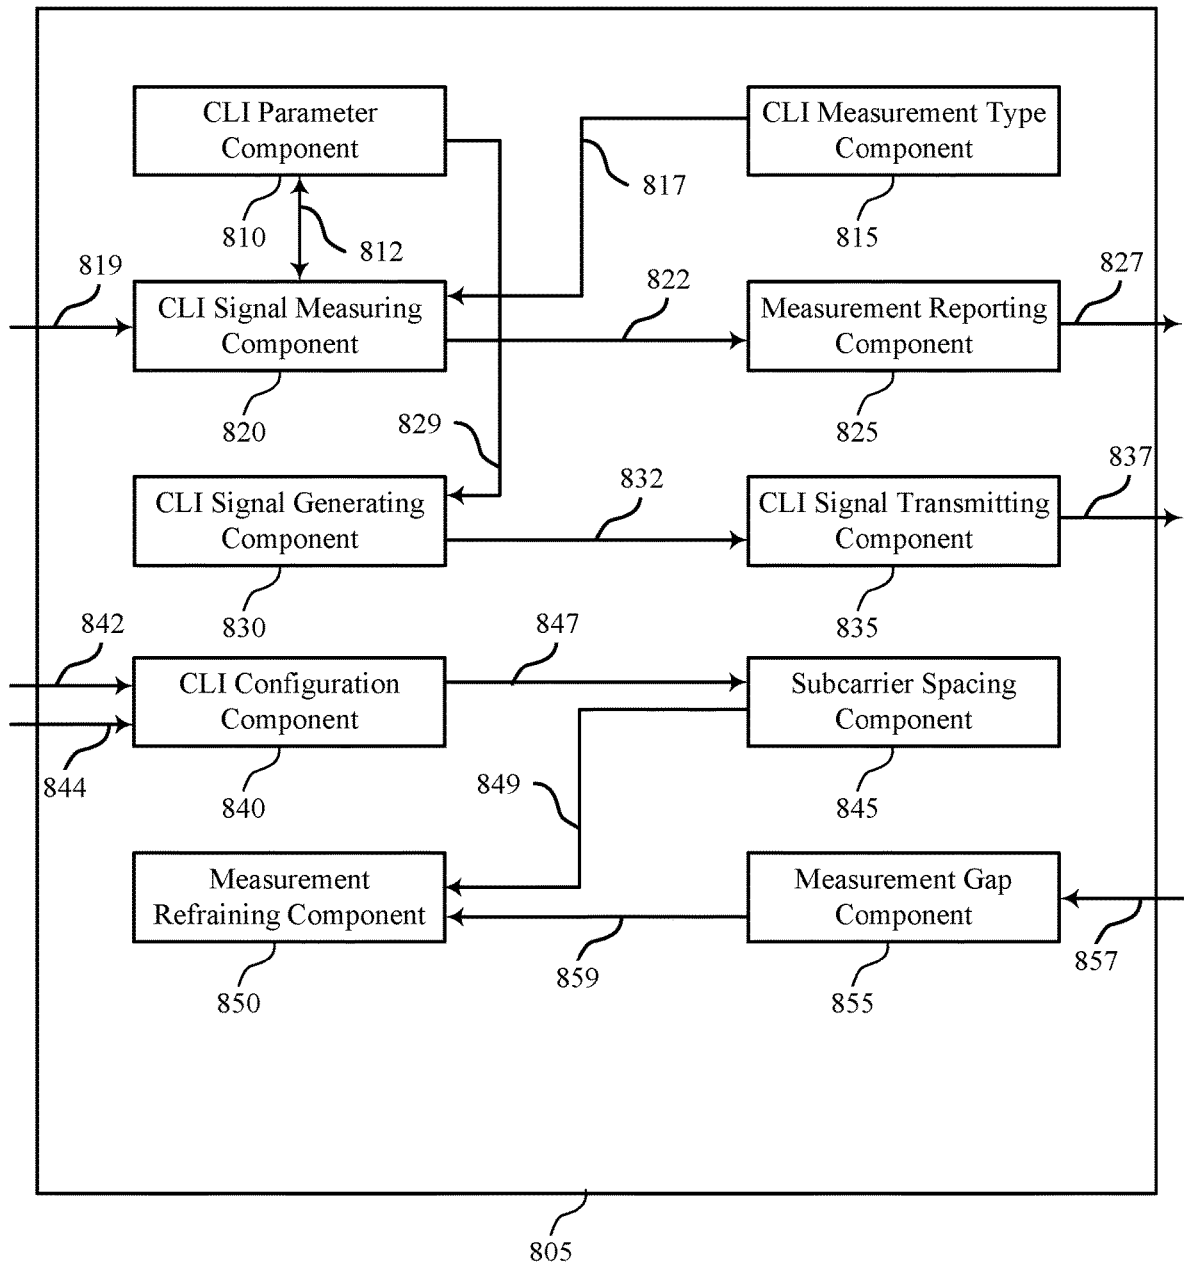 CLI Parameter
Component
810
812
CLI Measurement Type
Component
817
815
819
CLI Signal Measuring
Component
820
822
Measurement Reporting
Component
825
827
829
CLI Signal Generating
Component
830
832
CLI Signal Transmitting
Component
835
837
842
844
CLI Configuration
Component
840
847
Subcarrier Spacing
Component
845
849
Measurement
Refraining Component
850
859
Measurement Gap
Component
855
857
805